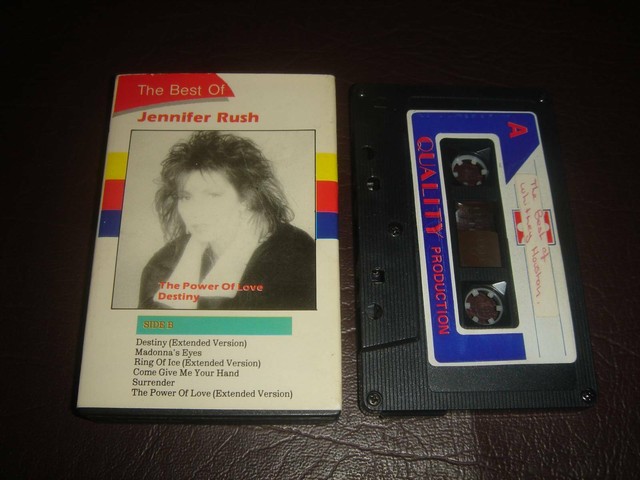 The Best Of
Jennifer Rush
The Power Of Love
Destiny
SIDE B
Destiny (Extended Version)
Madonna's Eyes
Ring Of Ice (Extended Version)
Come Give Me Your Hand
Surrender
The Power Of Love (Extended Version)
A
QUALITY PRODUCTION
The Best of
Whitney Houston.